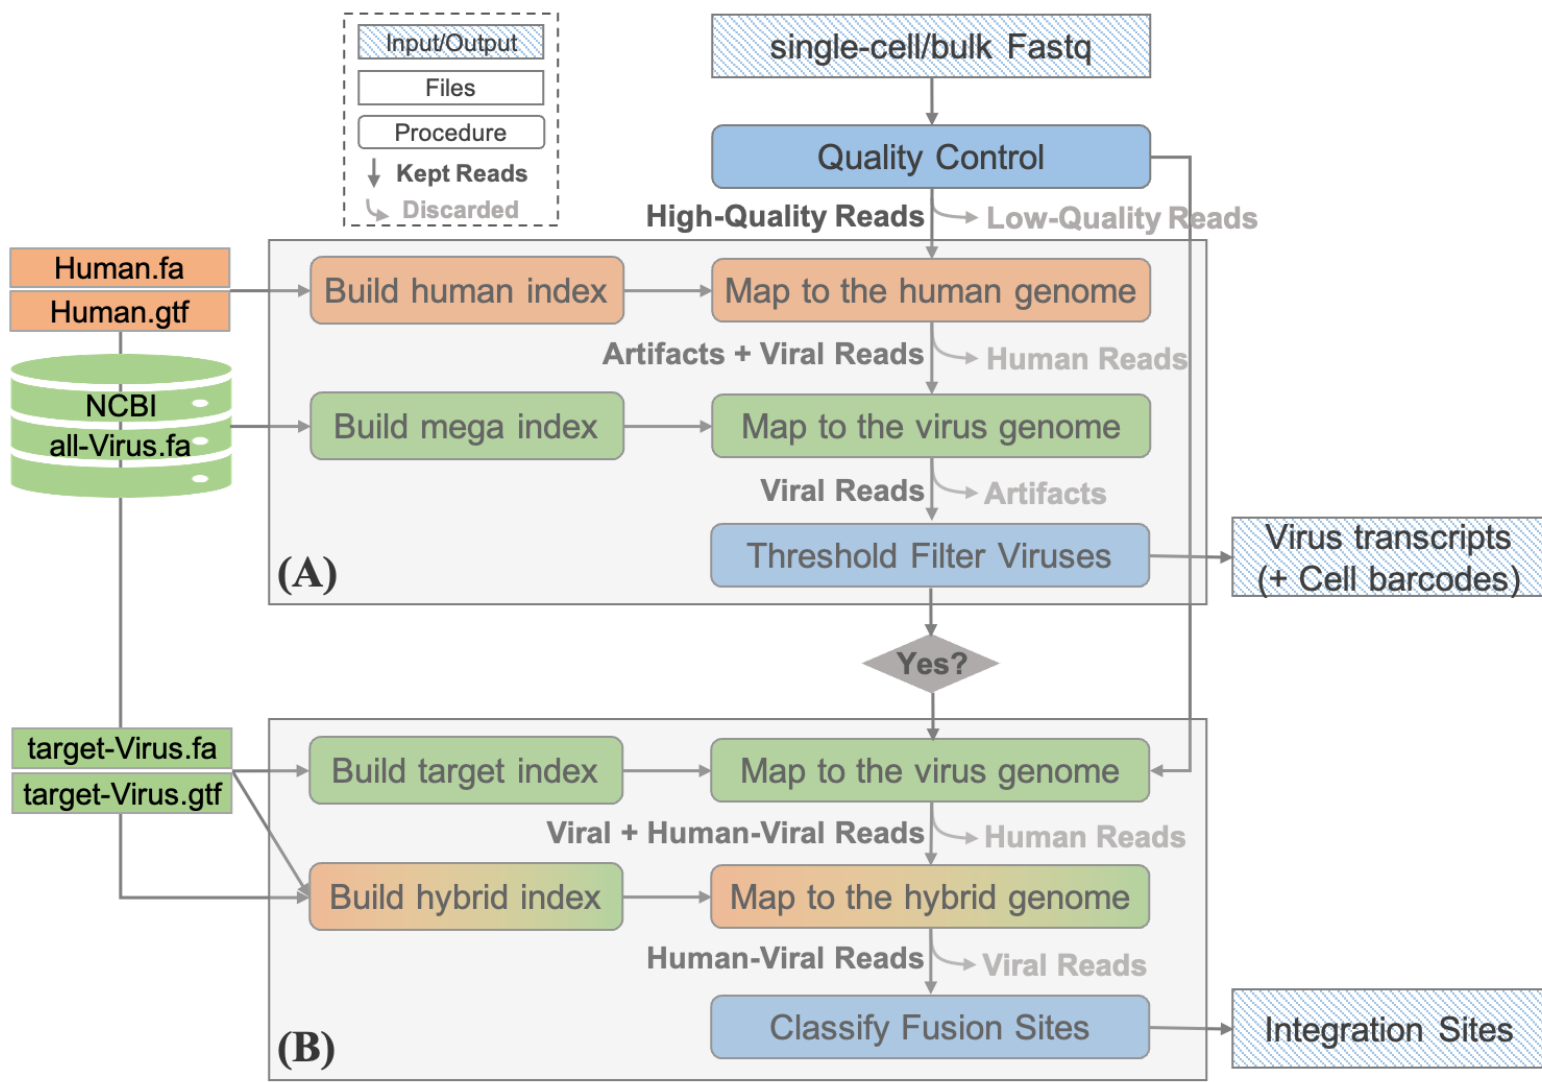 Input/Output
Files
Procedure
Kept Reads
Discarded
single-cell/bulk Fastq
Quality Control
High-Quality Reads
Low-Quality Reads
Human.fa
Human.gtf
Build human index
Map to the human genome
Artifacts + Viral Reads
Human Reads
NCBI
all-Virus.fa
Build mega index
Map to the virus genome
Viral Reads
Artifacts
(A)
Threshold Filter Viruses
Virus transcripts
(+ Cell barcodes)
Yes?
target-Virus.fa
target-Virus.gtf
Build target index
Map to the virus genome
Viral + Human-Viral Reads
Human Reads
Build hybrid index
Map to the hybrid genome
Human-Viral Reads
Viral Reads
(B)
Classify Fusion Sites
Integration Sites